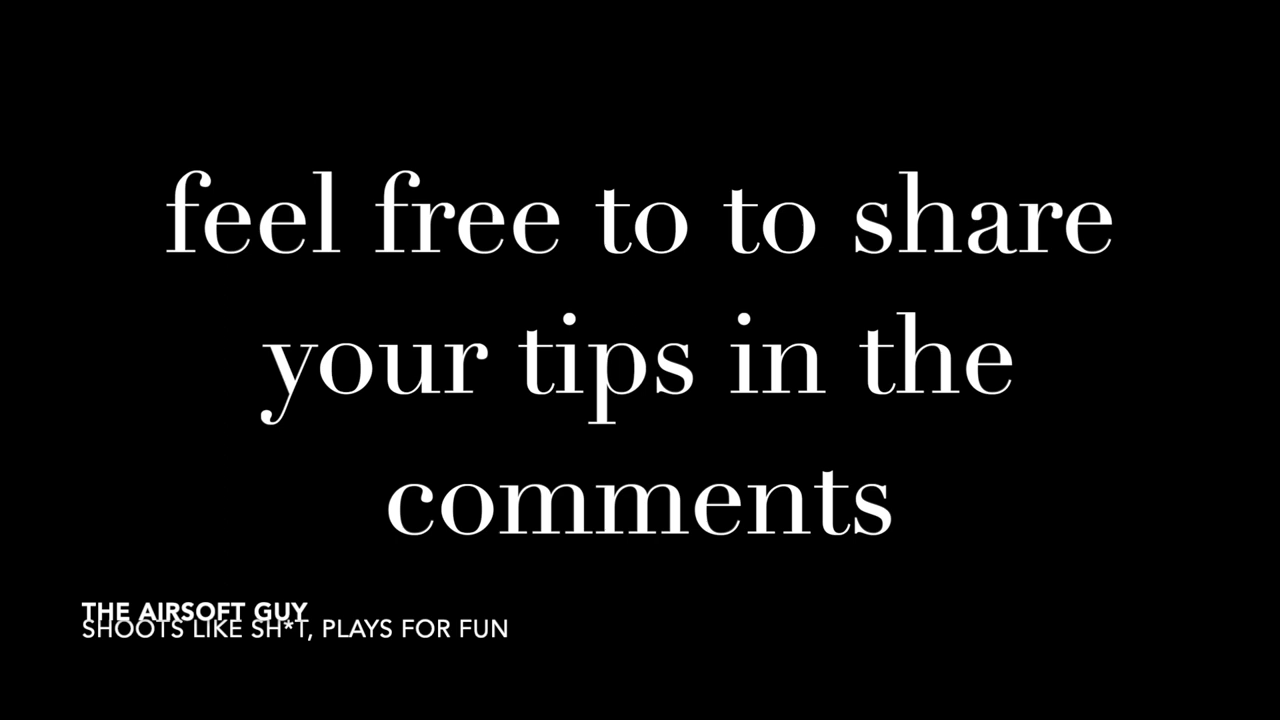 feel free to to share
your tips in the
comments
THE AIRSOFT GUY
SHOOTS LIKE SH*T, PLAYS FOR FUN